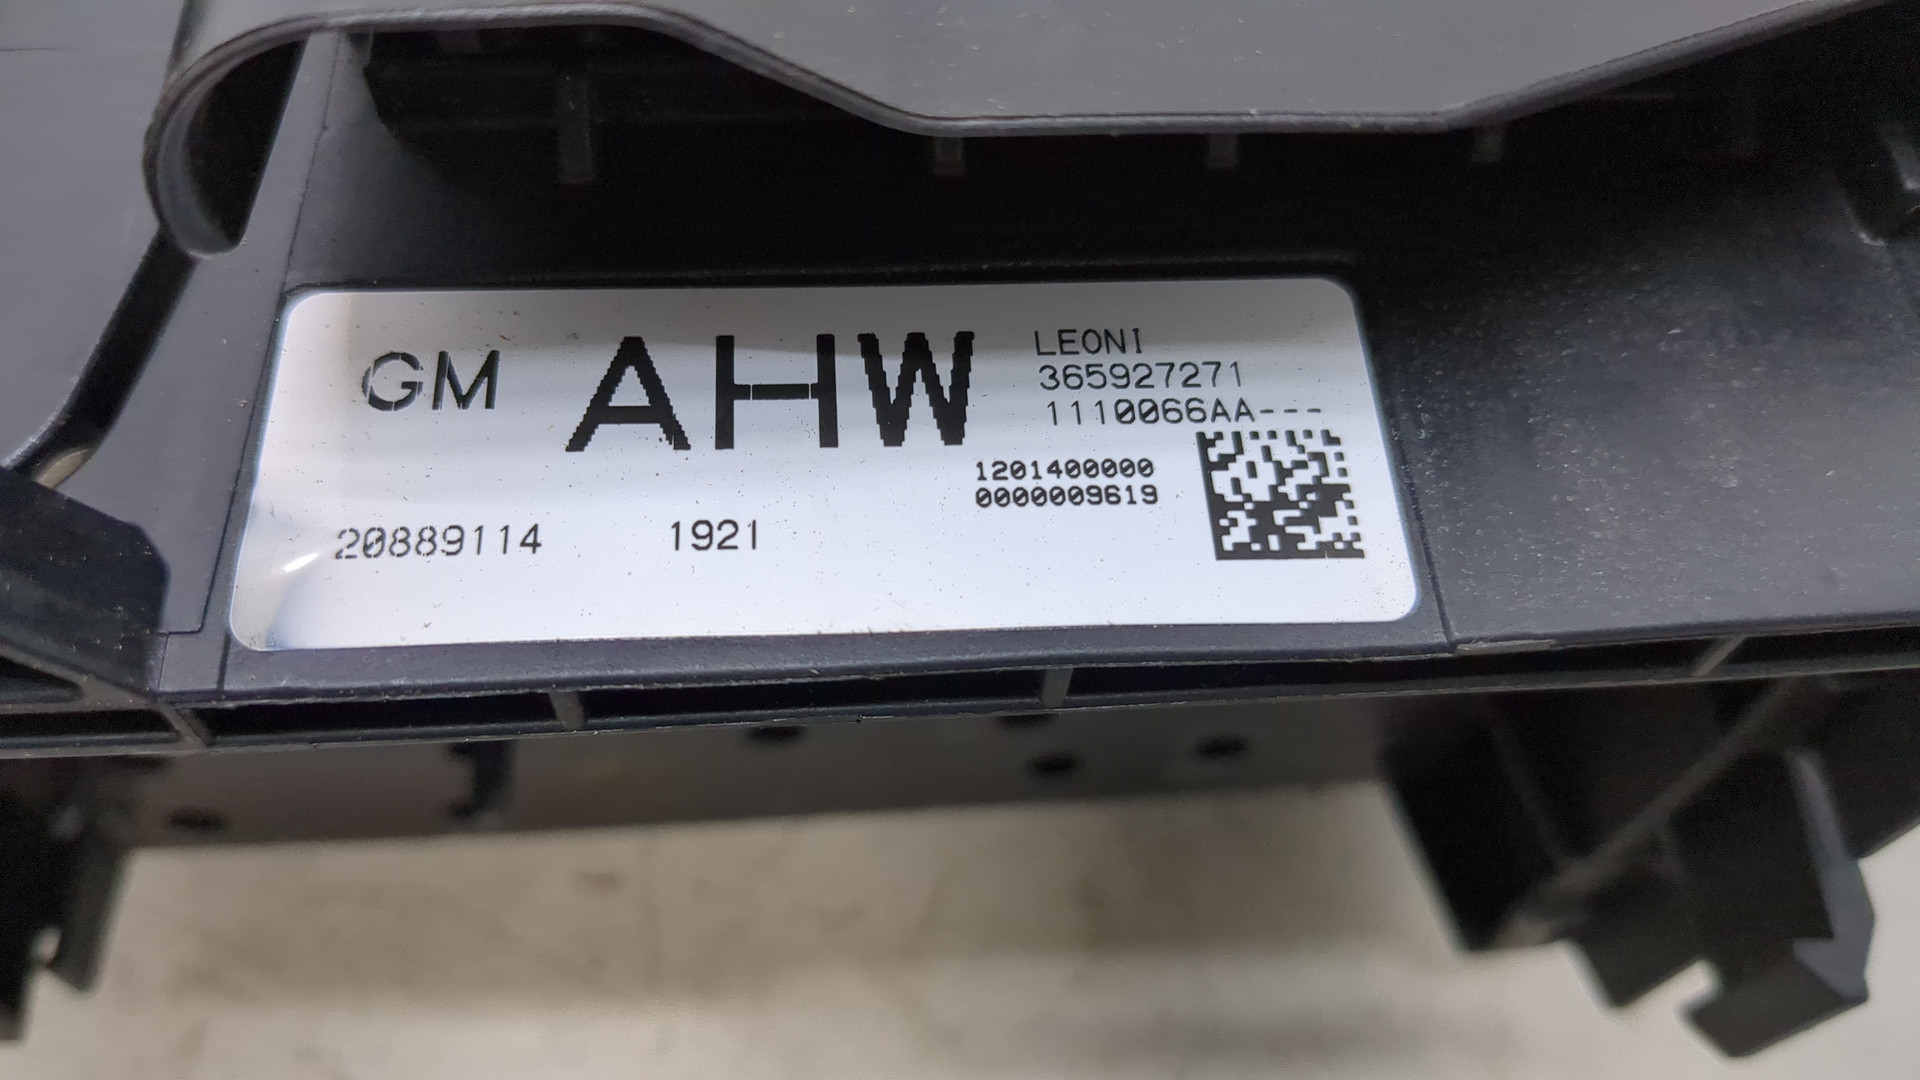 GM AHW
LEONI
365927271
1110066AA---
1201400000
0000009619
20889114 1921